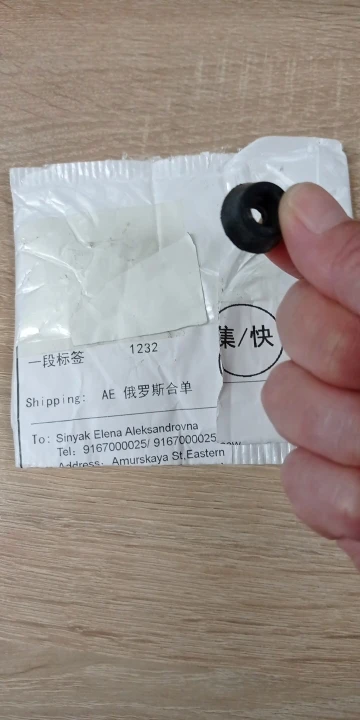 一段标签 1232
集/快
Shipping: AE 俄罗斯合单
To: Sinyak Elena Aleksandrovna
Tel: 9167000025/ 9167000025
Address: Amurskaya St,Eastern